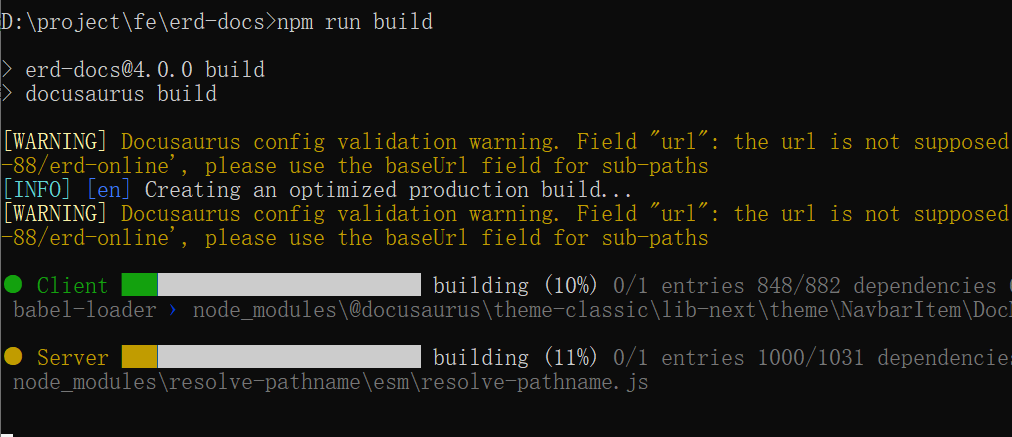 D:\project\fe\erd-docs>npm run build
> erd-docs@4.0.0 build
> docusaurus build
[WARNING] Docusaurus config validation warning. Field "url": the url is not supposed
-88/erd-online', please use the baseUrl field for sub-paths
[INFO] [en] Creating an optimized production build...
[WARNING] Docusaurus config validation warning. Field "url": the url is not supposed
-88/erd-online', please use the baseUrl field for sub-paths
● Client building (10%) 0/1 entries 848/882 dependencies
babel-loader › node_modules\@docusaurus\theme-classic\lib-next\theme\NavbarItem\Doc
● Server building (11%) 0/1 entries 1000/1031 dependencies
node_modules\resolve-pathname\esm\resolve-pathname.js